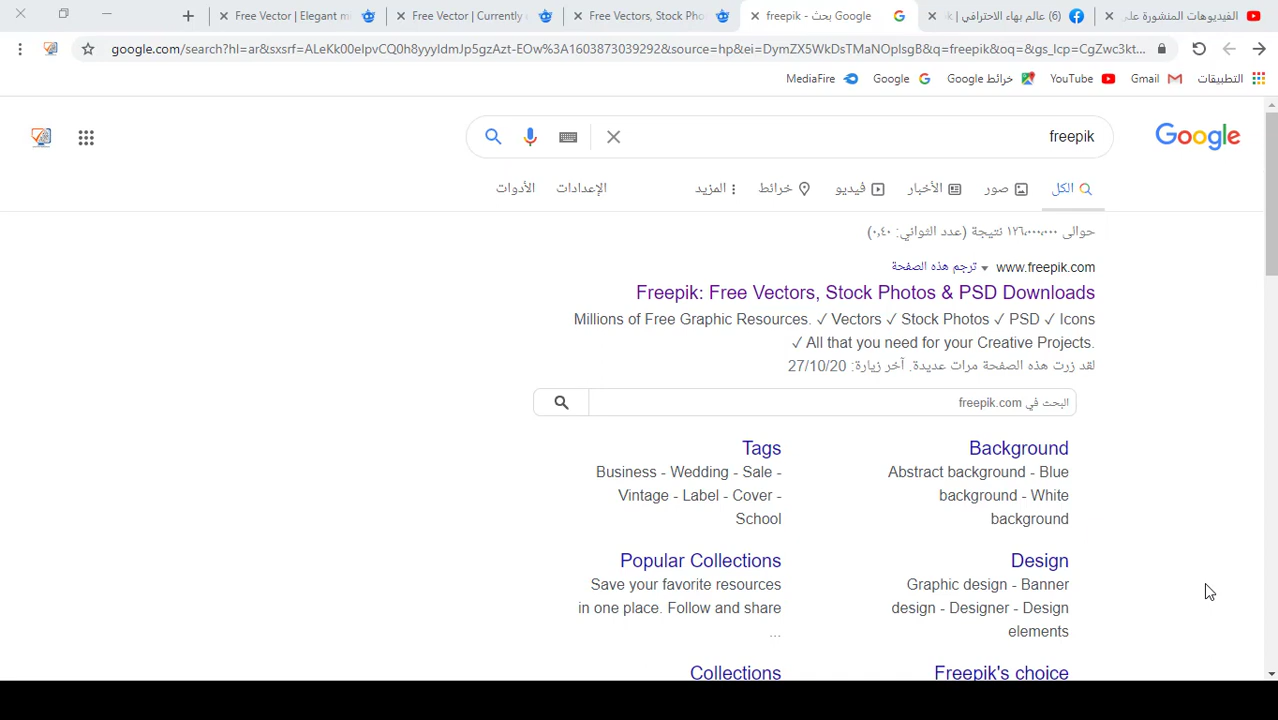 الفيديوهات المنشورة على
(6) عالم بهاء الاحترافي | k
freepik - بحث Google
Free Vectors, Stock Pho
Free Vector | Currently
Free Vector | Elegant m
google.com/search?hl=ar&sxsrf=ALeKk00elpvCQ0h8yyyldmJp5gzAzt-EOw%3A1603873039292&source=hp&ei=DymZX5WkDsTMaNOplsgB&q=freepik&oq=&gs_lcp=CgZwc3kt...
التطبيقات
Gmail
YouTube
خرائط Google
Google
MediaFire
freepik
Google
الكل
صور
الأخبار
فيديو
خرائط
المزيد
الإعدادات
الأدوات
حوالى ١٢٦,٠٠٠,٠٠٠ نتيجة (عدد الثواني: ٠,٤٠)
www.freepik.com ترجم هذه الصفحة
Freepik: Free Vectors, Stock Photos & PSD Downloads
Millions of Free Graphic Resources. ✓ Vectors ✓ Stock Photos ✓ PSD ✓ Icons
✓ All that you need for your Creative Projects.
لقد زرت هذه الصفحة مرات عديدة. آخر زيارة: 27/10/20
البحث في freepik.com
Background
Abstract background - Blue
background - White
background
Tags
Business - Wedding - Sale -
Vintage - Label - Cover -
School
Design
Graphic design - Banner
design - Designer - Design
elements
Popular Collections
Save your favorite resources
in one place. Follow and share
...
Freepik's choice
Collections